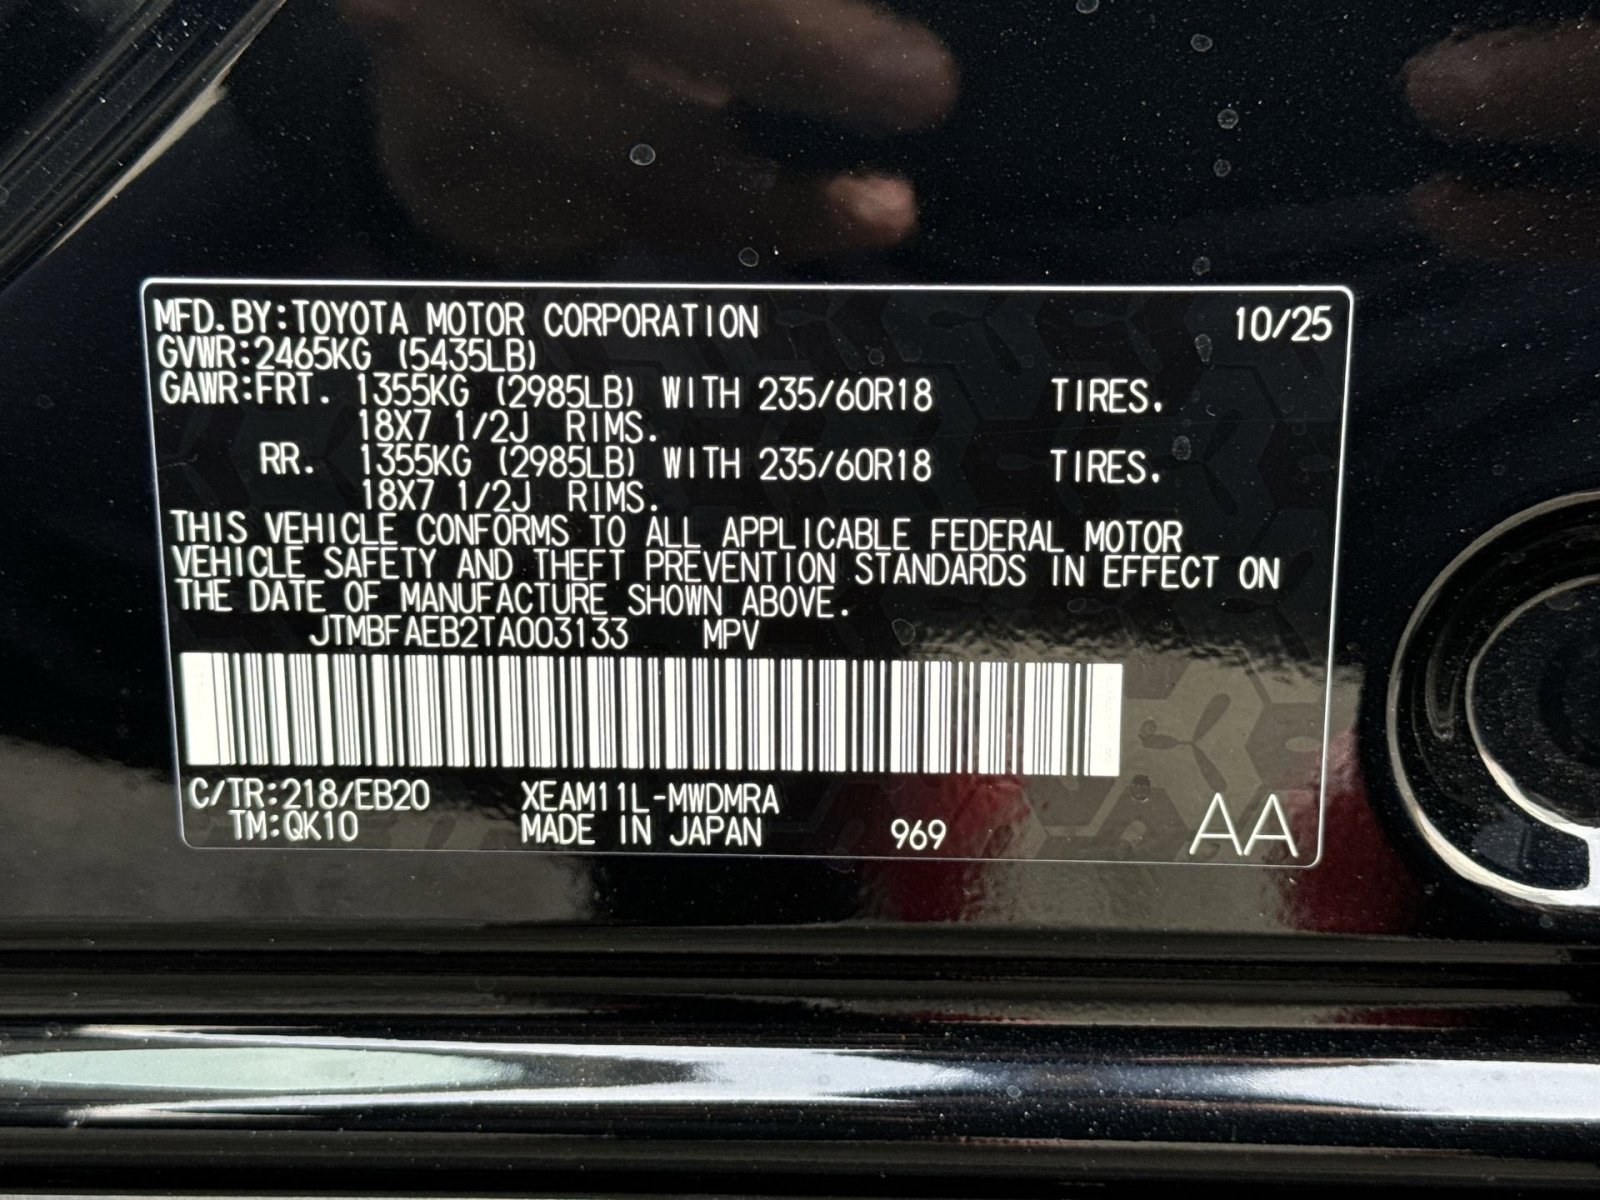 MFD.BY:TOYOTA MOTOR CORPORATION 10/25
GVWR:2465KG (5435LB)
GAWR:FRT. 1355KG (2985LB) WITH 235/60R18 TIRES.
18X7 1/2J RIMS.
RR. 1355KG (2985LB) WITH 235/60R18 TIRES.
18X7 1/2J RIMS.
THIS VEHICLE CONFORMS TO ALL APPLICABLE FEDERAL MOTOR
VEHICLE SAFETY AND THEFT PREVENTION STANDARDS IN EFFECT ON
THE DATE OF MANUFACTURE SHOWN ABOVE.
JTMBFAEB2TA003133 MPV
C/TR:218/EB20 XEAM11L-MWDMRA
TM:QK10 MADE IN JAPAN 969 AA